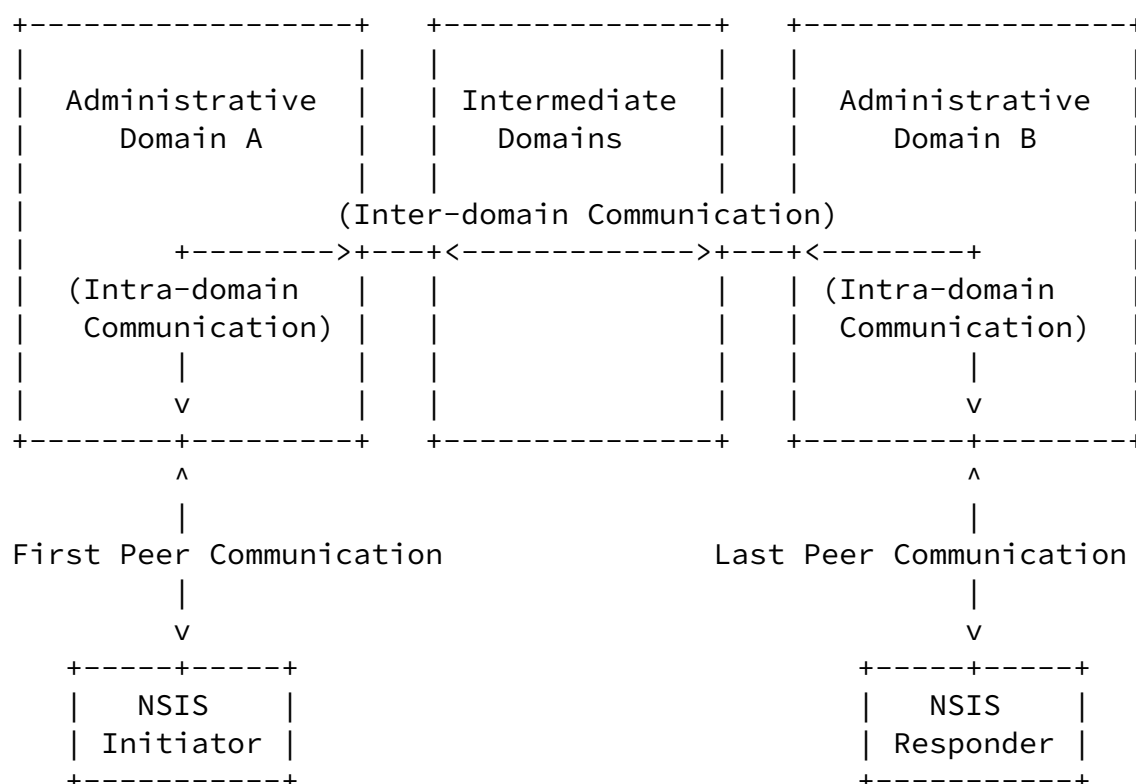 Administrative Intermediate Administrative
Domain A Domains Domain B
(Inter-domain Communication)
(Intra-domain (Intra-domain
Communication) Communication)
First Peer Communication Last Peer Communication
NSIS NSIS
Initiator Responder